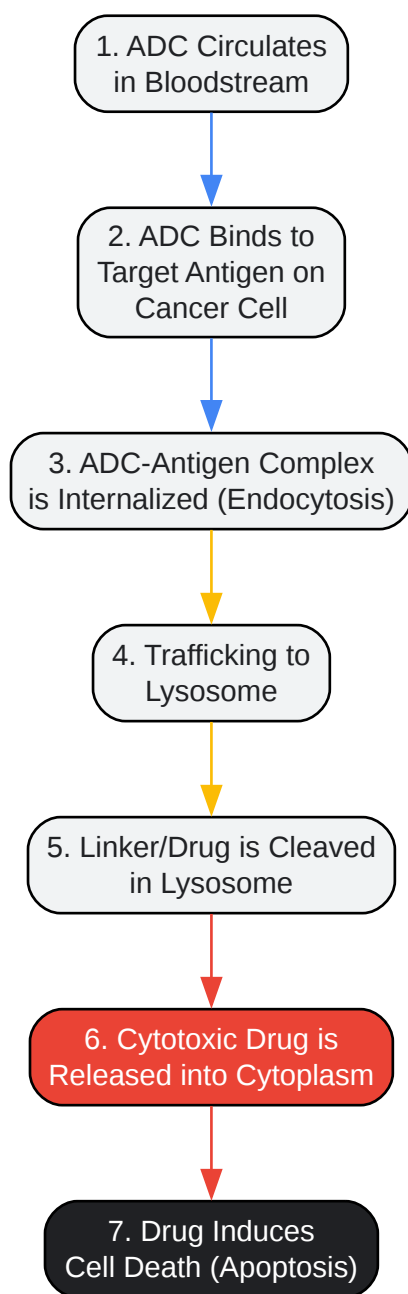 1. ADC Circulates
in Bloodstream
2. ADC Binds to
Target Antigen on
Cancer Cell
3. ADC-Antigen Complex
is Internalized (Endocytosis)
4. Trafficking to
Lysosome
5. Linker/Drug is Cleaved
in Lysosome
6. Cytotoxic Drug is
Released into Cytoplasm
7. Drug Induces
Cell Death (Apoptosis)